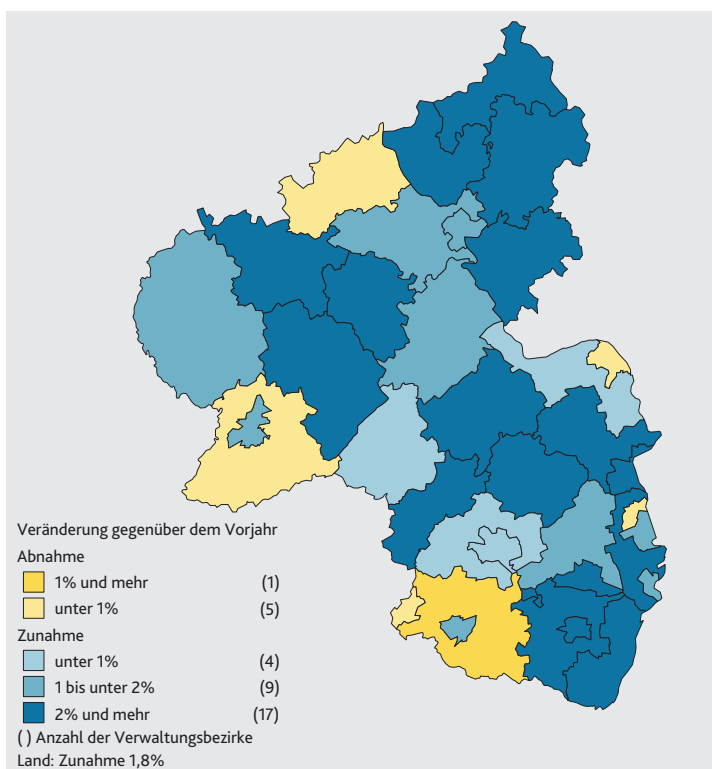 Veränderung gegenüber dem Vorjahr
Abnahme
1% und mehr (1)
unter 1% (5)
Zunahme
unter 1% (4)
1 bis unter 2% (9)
2% und mehr (17)
( ) Anzahl der Verwaltungsbezirke
Land: Zunahme 1,8%